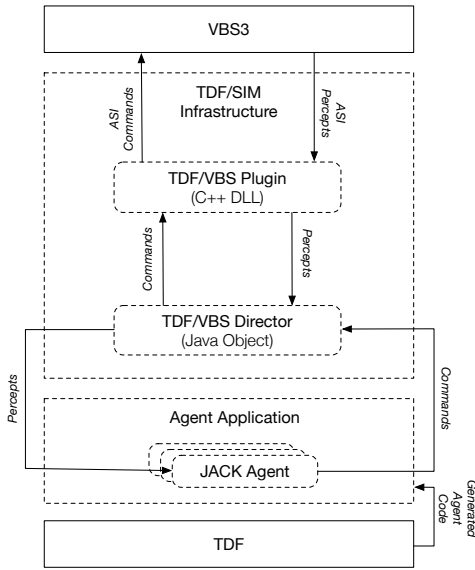 VBS3
TDF/SIM
Infrastructure
ASI
Commands
ASI
Percepts
TDF/VBS Plugin
(C++ DLL)
Commands
Percepts
TDF/VBS Director
(Java Object)
Percepts
Commands
Agent Application
JACK Agent
Generated
Agent
Code
TDF